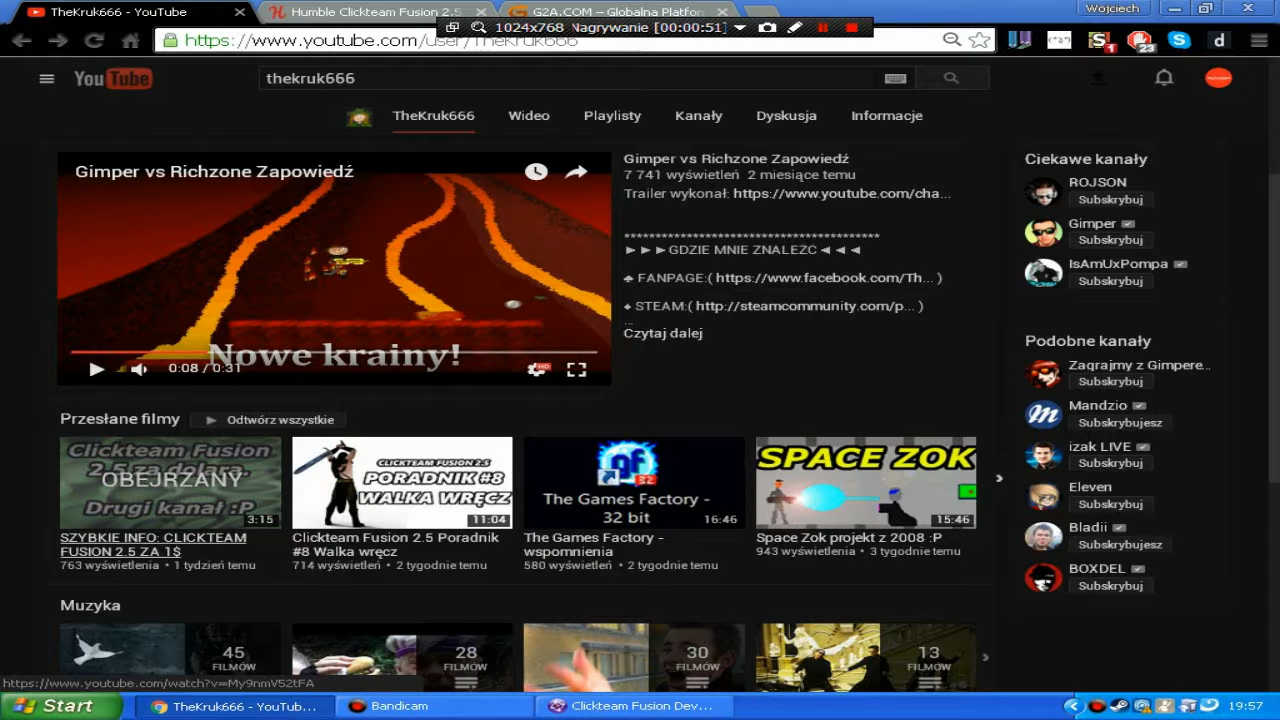 TheKruk666 - YouTube
Humble Clickteam Fusion 2.5
G2A.COM – Globalna Platfor
Wojciech
1024x768 Nagrywanie [00:00:51]
https://www.youtube.com/user/TheKruk666
1
23
d
YouTube
thekruk666
TheKruk666
Wideo
Playlisty
Kanały
Dyskusja
Informacje
Gimper vs Richzone Zapowiedź
Nowe krainy!
0:08 / 0:31
HD
Gimper vs Richzone Zapowiedź
7 741 wyświetleń 2 miesiące temu
Trailer wykonał: https://www.youtube.com/cha...
******************************************
►►►GDZIE MNIE ZNALEŹĆ◄◄◄
♠ FANPAGE:( https://www.facebook.com/Th... )
♠ STEAM:( http://steamcommunity.com/p... )
...
Czytaj dalej
Ciekawe kanały
ROJSON
Subskrybuj
Gimper
Subskrybuj
IsAmUxPompa
Subskrybuj
Podobne kanały
Zaqrajmy z Gimpere...
Subskrybuj
Mandzio
Subskrybujesz
izak LIVE
Subskrybuj
Eleven
Subskrybuj
Bladii
Subskrybujesz
BOXDEL
Subskrybuj
Przesłane filmy
Odtwórz wszystkie
Clickteam Fusion
2.5 za dolara.
OBEJRZANY
Drugi kanał :P
3:15
SZYBKIE INFO: CLICKTEAM
FUSION 2.5 ZA 1$
763 wyświetlenia • 1 tydzień temu
CLICKTEAM FUSION 2.5
PORADNIK #8
WALKA WRĘCZ
11:04
Clickteam Fusion 2.5 Poradnik
#8 Walka wręcz
714 wyświetleń • 2 tygodnie temu
gf
32
The Games Factory -
32 bit
16:46
The Games Factory -
wspomnienia
580 wyświetleń • 2 tygodnie temu
SPACE ZOK
15:46
Space Zok projekt z 2008 :P
943 wyświetlenia • 3 tygodnie temu
Muzyka
45
FILMÓW
28
FILMÓW
30
FILMÓW
13
FILMÓW
https://www.youtube.com/watch?v=My9nmV52tFA
Start
TheKruk666 - YouTub...
Bandicam
Clickteam Fusion Dev...
19:57